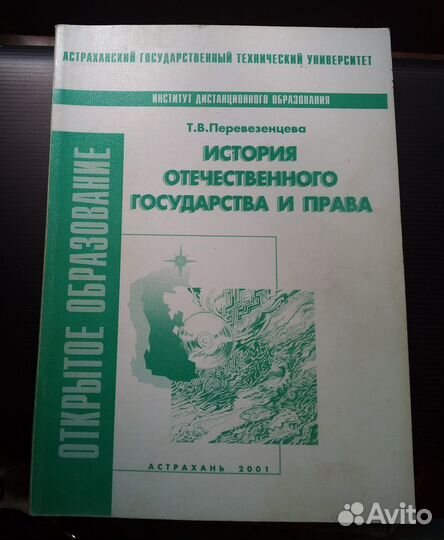 АСТРАХАНСКИЙ ГОСУДАРСТВЕННЫЙ ТЕХНИЧЕСКИЙ УНИВЕРСИТЕТ
ИНСТИТУТ ДИСТАНЦИОННОГО ОБРАЗОВАНИЯ
Т.В.Перевезенцева
ИСТОРИЯ
ОТЕЧЕСТВЕННОГО
ГОСУДАРСТВА И ПРАВА
ОТКРЫТОЕ ОБРАЗОВАНИЕ
АСТРАХАНЬ 2001
Avito